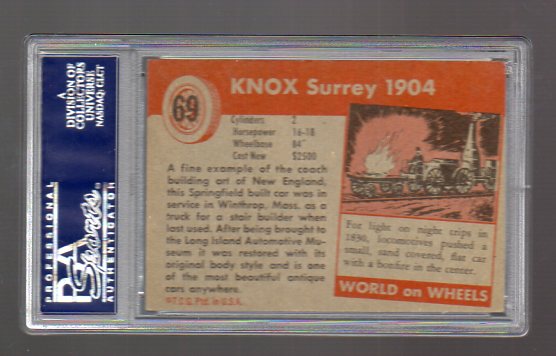 A
DIVISION OF
COLLECTORS
UNIVERSE
NASDAQ: CLCT
PROFESSIONAL
PSA
Sports
AUTHENTICATOR
69
KNOX Surrey 1904
Cylinders 2
Horsepower 16-18
Wheelbase 84"
Cost New $2500
A fine example of the coach
building art of New England,
this Springfield built car was in
service in Winthrop, Mass. as a
truck for a stair builder when
last used. After being brought to
the Long Island Automotive Mu-
seum it was restored with its
original body style and is one
of the most beautiful antique
cars anywhere.
©T.C.G. Ptd. in U.S.A.
For light on night trips in
1830, locomotives pushed a
small, sand covered, flat car
with a bonfire in the center.
WORLD on WHEELS